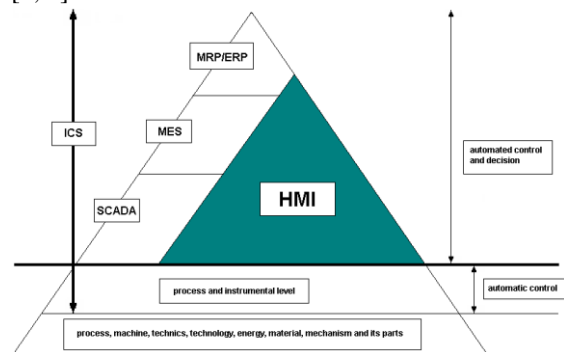 MRP/ERP
ICS
MES
automated control
and decision
HMI
SCADA
process and instrumental level
automatic control
process, machine, technics, technology, energy, material, mechanism and its parts